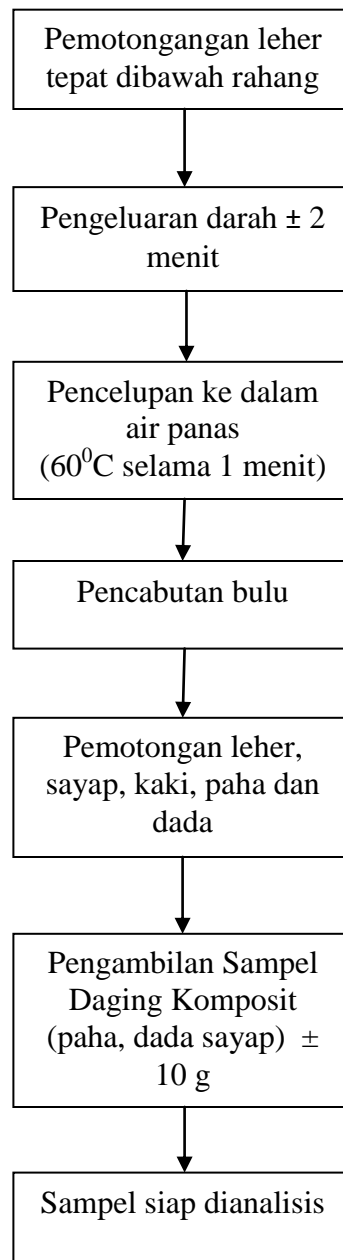 Pemotongangan leher
tepat dibawah rahang
Pengeluaran darah ± 2
menit
Pencelupan ke dalam
air panas
(60⁰C selama 1 menit)
Pencabutan bulu
Pemotongan leher,
sayap, kaki, paha dan
dada
Pengambilan Sampel
Daging Komposit
(paha, dada sayap) ±
10 g
Sampel siap dianalisis